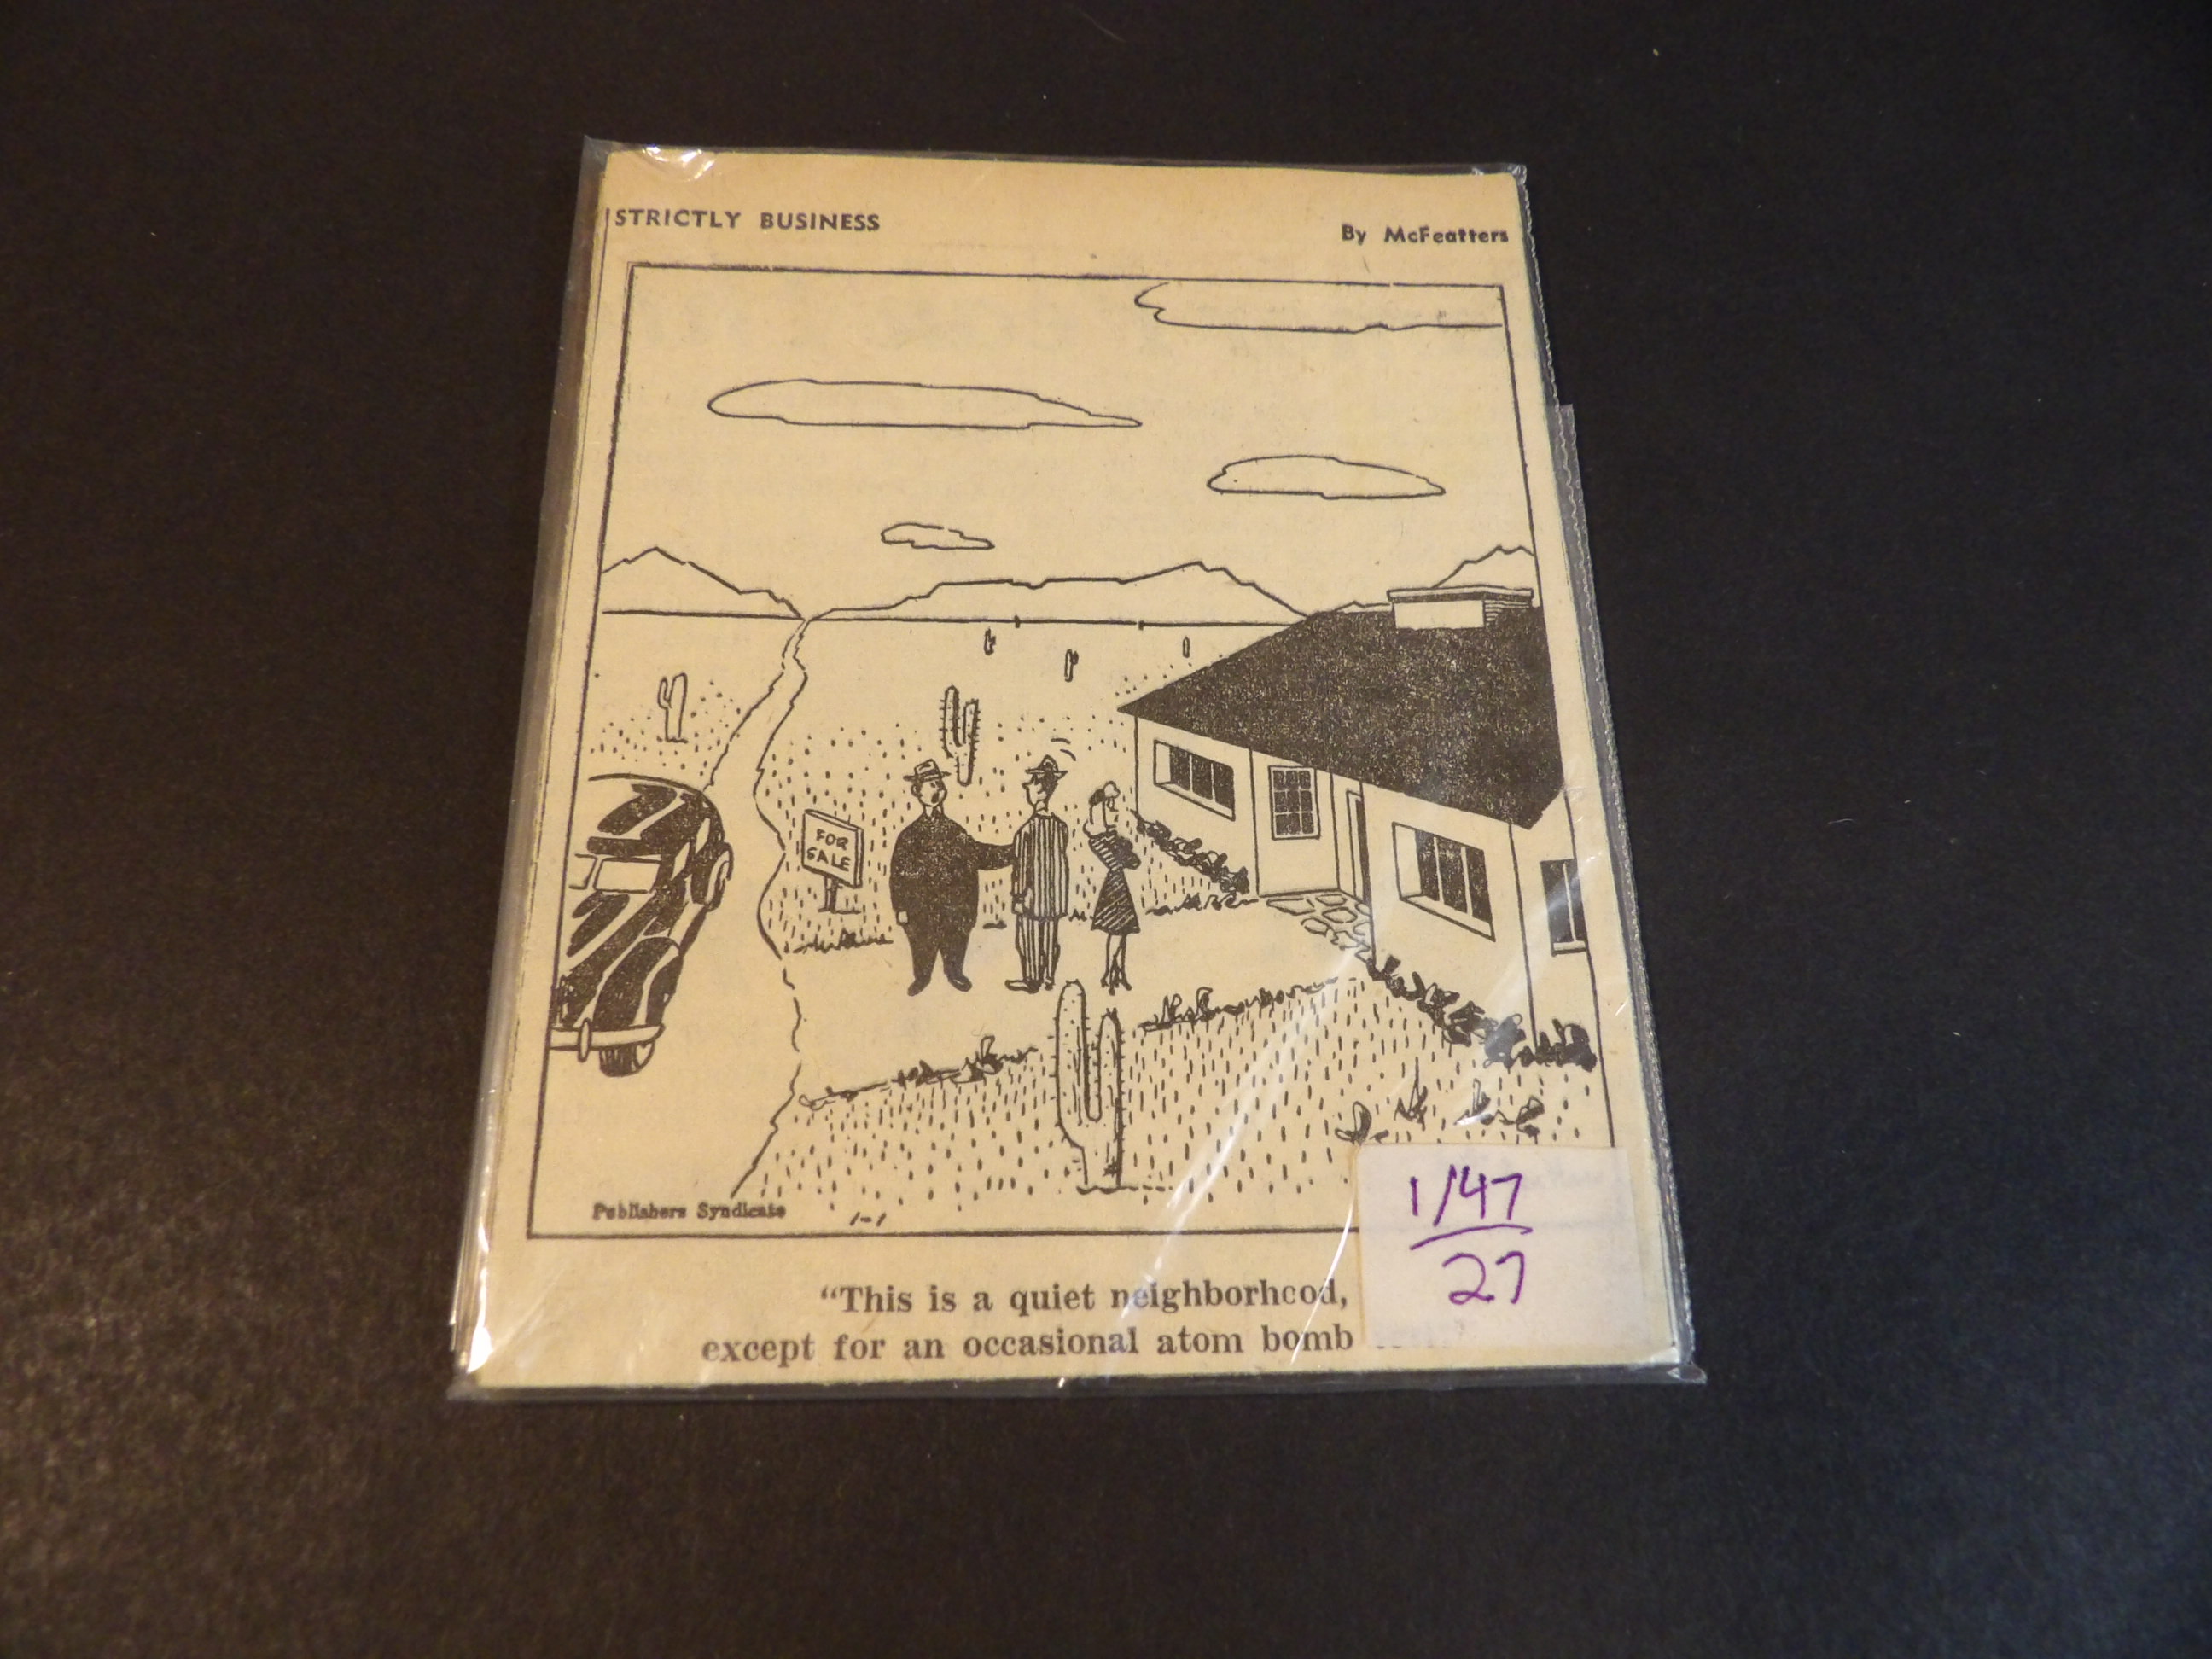 STRICTLY BUSINESS By McFeatters
FOR
SALE
Publishers Syndicate 1-1
1/47
27
"This is a quiet neighborhood,
except for an occasional atom bomb